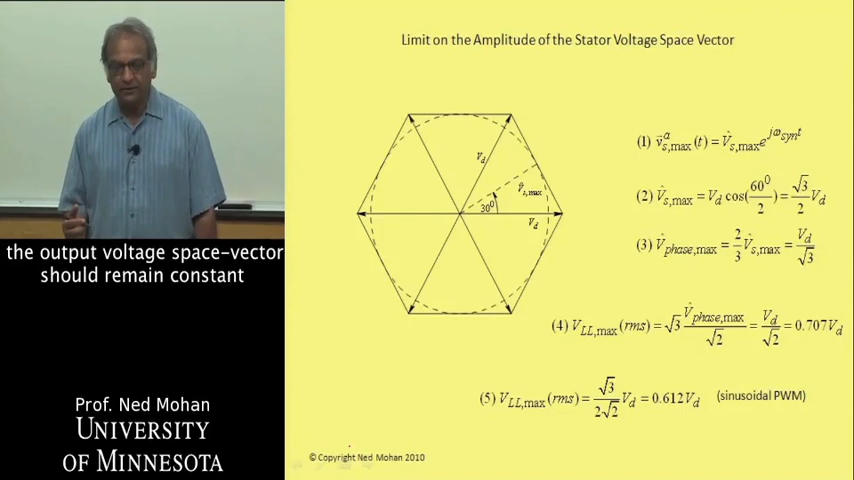 Limit on the Amplitude of the Stator Voltage Space Vector
V_d
V̂_s,max
30⁰
V_d
(1) v⃗ᵃ_s,max(t) = V̂_s,max e^{jω_syn t}
(2) V̂_s,max = V_d cos(60⁰/2) = √3/2 V_d
(3) V̂_phase,max = 2/3 V̂_s,max = V_d/√3
(4) V_LL,max(rms) = √3 V̂_phase,max/√2 = V_d/√2 = 0.707V_d
(5) V_LL,max(rms) = √3/2√2 V_d = 0.612V_d (sinusoidal PWM)
© Copyright Ned Mohan 2010
the output voltage space-vector
should remain constant
Prof. Ned Mohan
UNIVERSITY
OF MINNESOTA